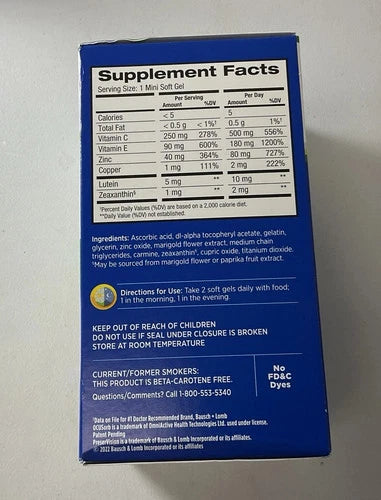 Supplement Facts
Serving Size: 1 Mini Soft Gel
Per Serving Per Day
Amount %DV Amount %DV
Calories < 5 5
Total Fat < 0.5 g < 1%† 0.5 g 1%†
Vitamin C 250 mg 278% 500 mg 556%
Vitamin E 90 mg 600% 180 mg 1200%
Zinc 40 mg 364% 80 mg 727%
Copper 1 mg 111% 2 mg 222%
Lutein 5 mg ** 10 mg **
Zeaxanthin§ 1 mg ** 2 mg **
†Percent Daily Values (%DV) are based on a 2,000 calorie diet.
**Daily Value (%DV) not established.
Ingredients: Ascorbic acid, dl-alpha tocopheryl acetate, gelatin,
glycerin, zinc oxide, marigold flower extract, medium chain
triglycerides, carmine, zeaxanthin§, cupric oxide, titanium dioxide.
§May be sourced from marigold flower or paprika fruit extract.
Directions for Use: Take 2 soft gels daily with food;
1 in the morning, 1 in the evening.
KEEP OUT OF REACH OF CHILDREN
DO NOT USE IF SEAL UNDER CLOSURE IS BROKEN
STORE AT ROOM TEMPERATURE
CURRENT/FORMER SMOKERS:
THIS PRODUCT IS BETA-CAROTENE FREE.
Questions/Comments? Call 1-800-553-5340
No
FD&C
Dyes
†Data on File for #1 Doctor Recommended Brand, Bausch + Lomb
OCUSorb is a trademark of OmniActive Health Technologies Ltd. used under license.
Patent Pending
PreserVision is a trademark of Bausch & Lomb Incorporated or its affiliates.
© 2022 Bausch & Lomb Incorporated or its affiliates